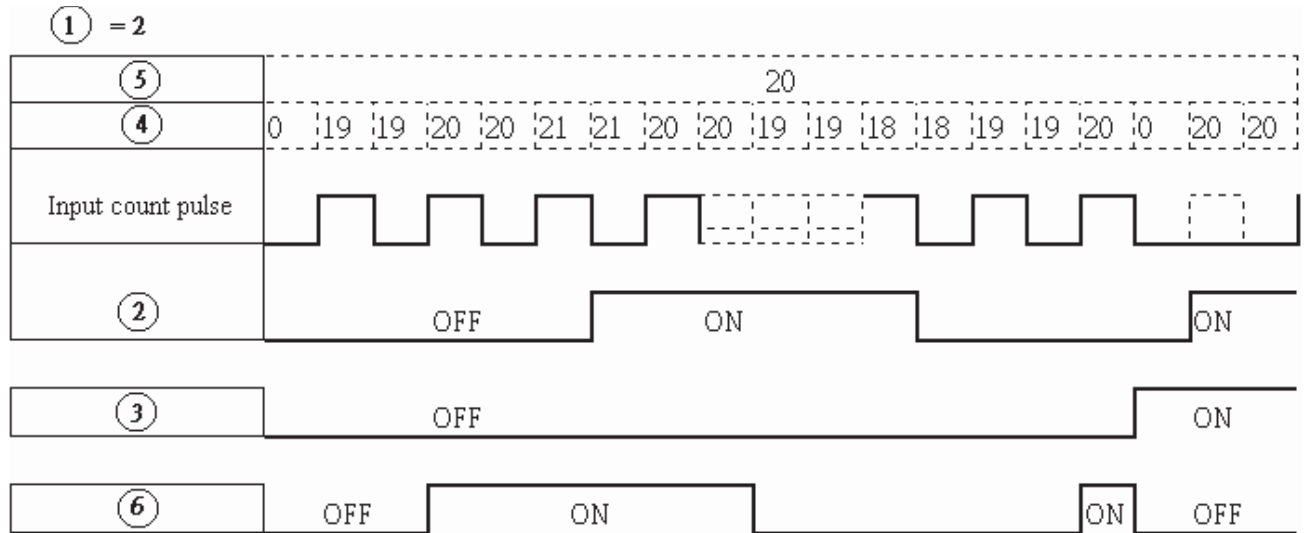 ① = 2
⑤ 20
④ 0 19 19 20 20 21 21 20 20 19 19 18 18 19 19 20 0 20 20
Input count pulse
② OFF ON ON
③ OFF ON
⑥ OFF ON ON OFF